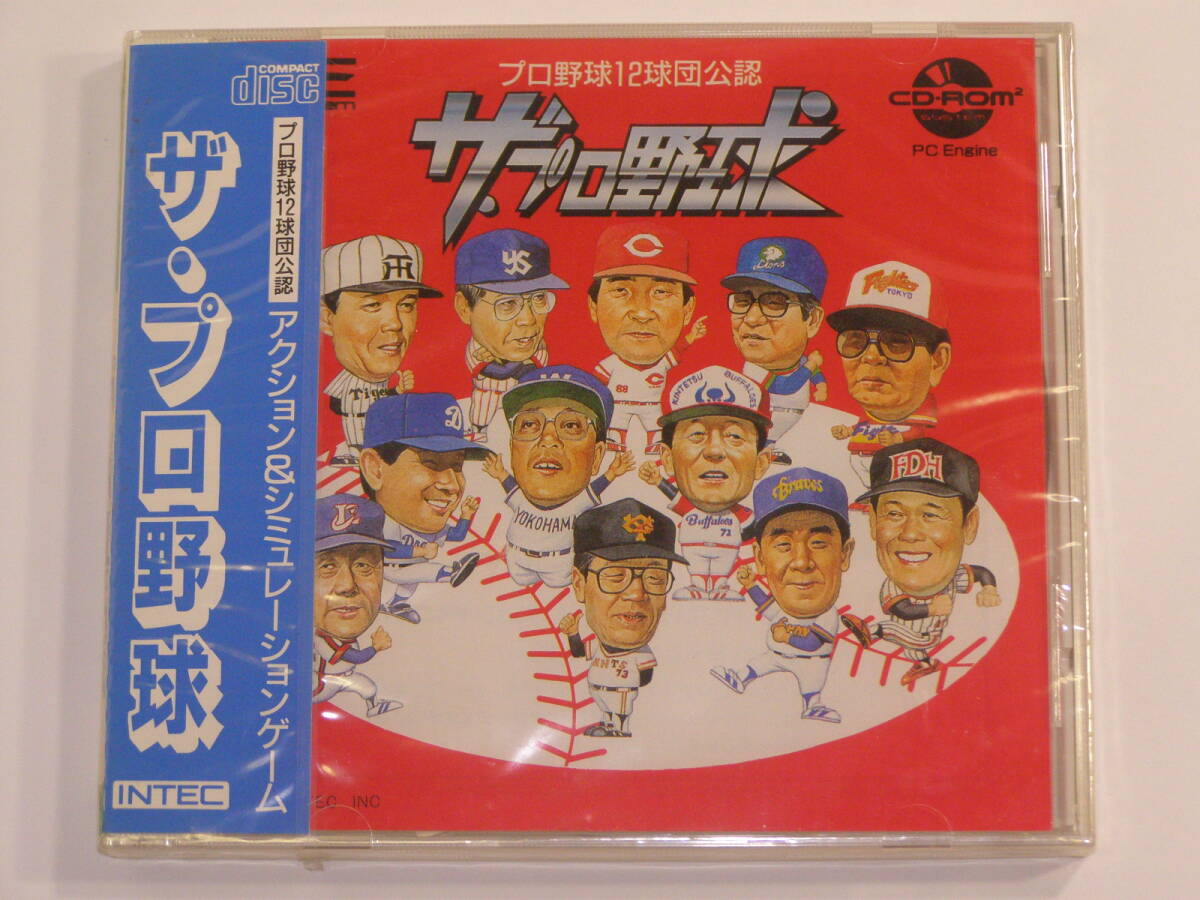 COMPACT
disc
プロ野球12球団公認
ザ・プロ野球
アクション&シミュレーションゲーム
INTEC
プロ野球12球団公認
ザ・プロ野球
CD-ROM²
SYSTEM
PC Engine
YS
C
Lions
Fighters
TOKYO
Tigers
88
KINTETSU BUFFALOES
D
W
FDH
YOKOHAMA
Buffaloes
71
Braves
73
INC